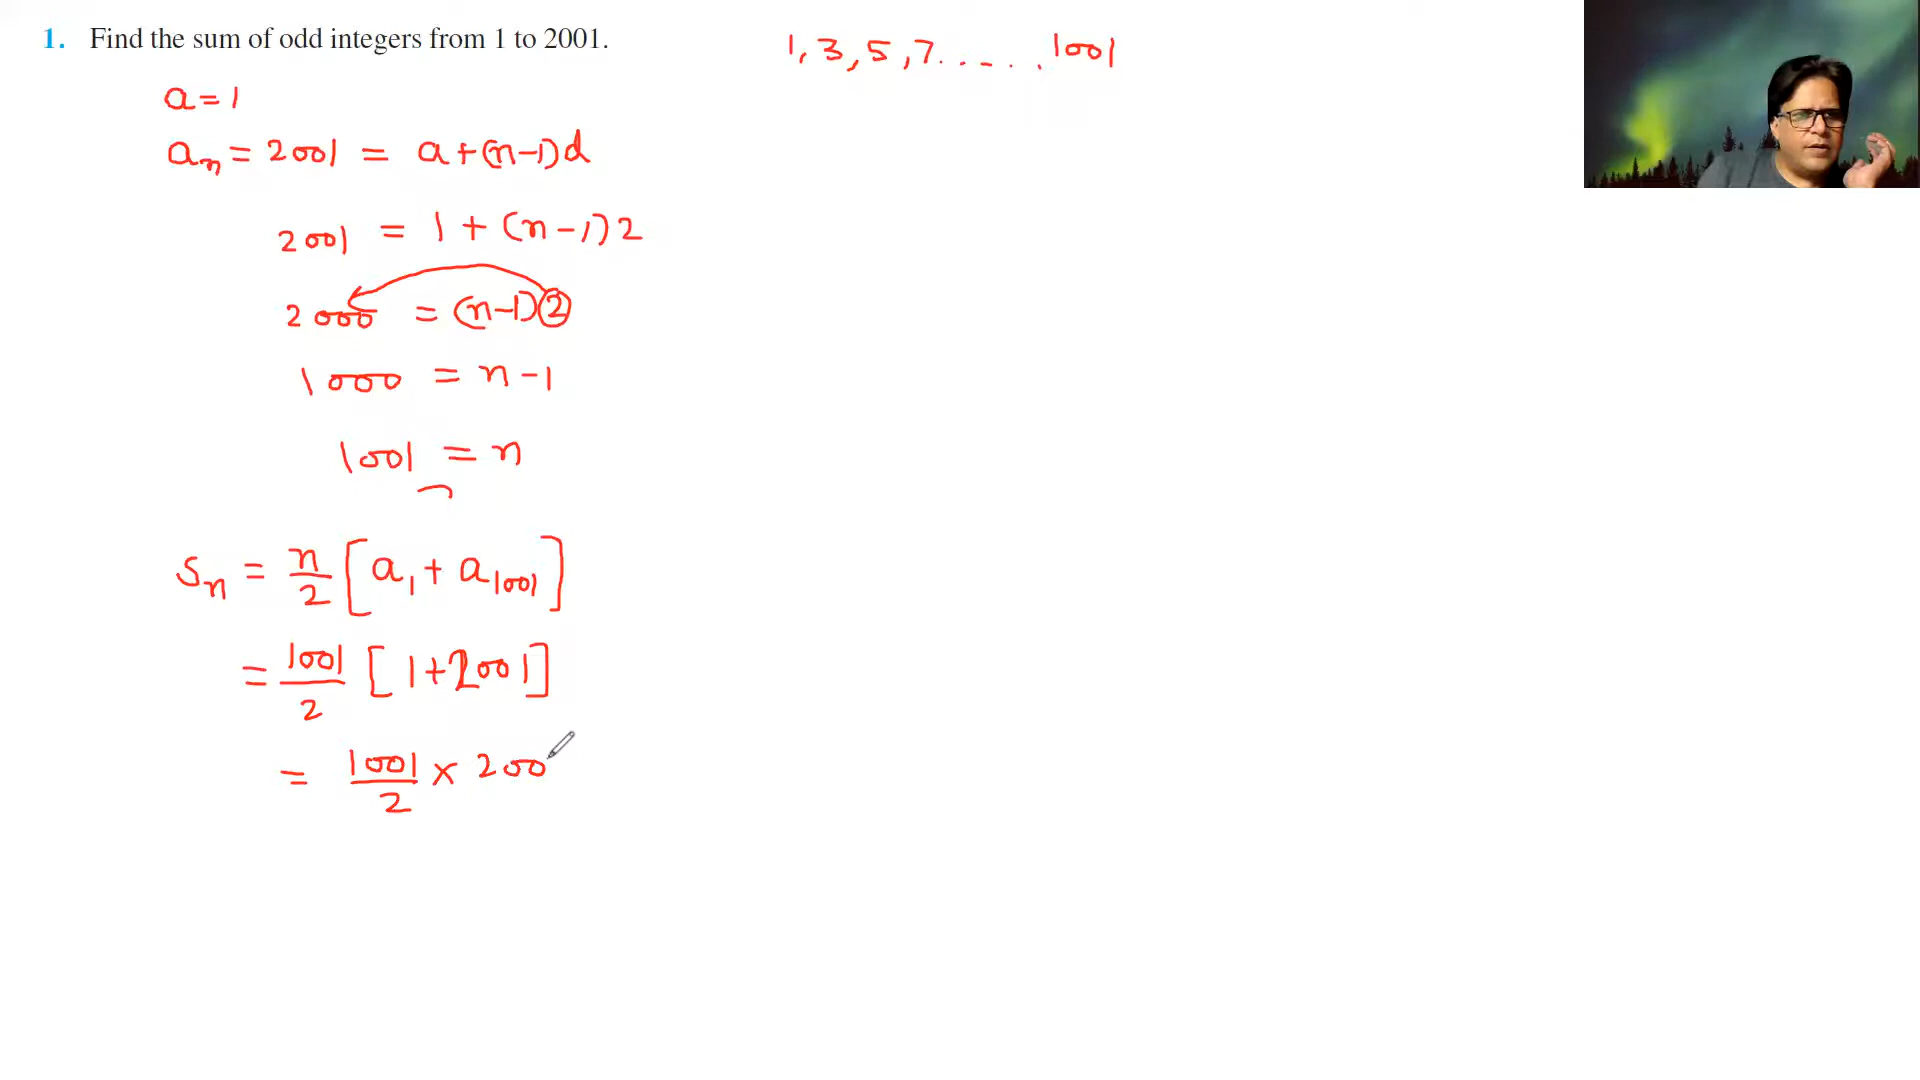 1. Find the sum of odd integers from 1 to 2001.
1, 3, 5, 7. . . . . . 1001
a = 1
aₙ = 2001 = a + (n-1)d
2001 = 1 + (n-1)2
2000 = (n-1)2
1000 = n-1
1001 = n
Sₙ = n/2 [a₁ + a₁₀₀₁]
= 1001/2 [1+2001]
= 1001/2 × 200